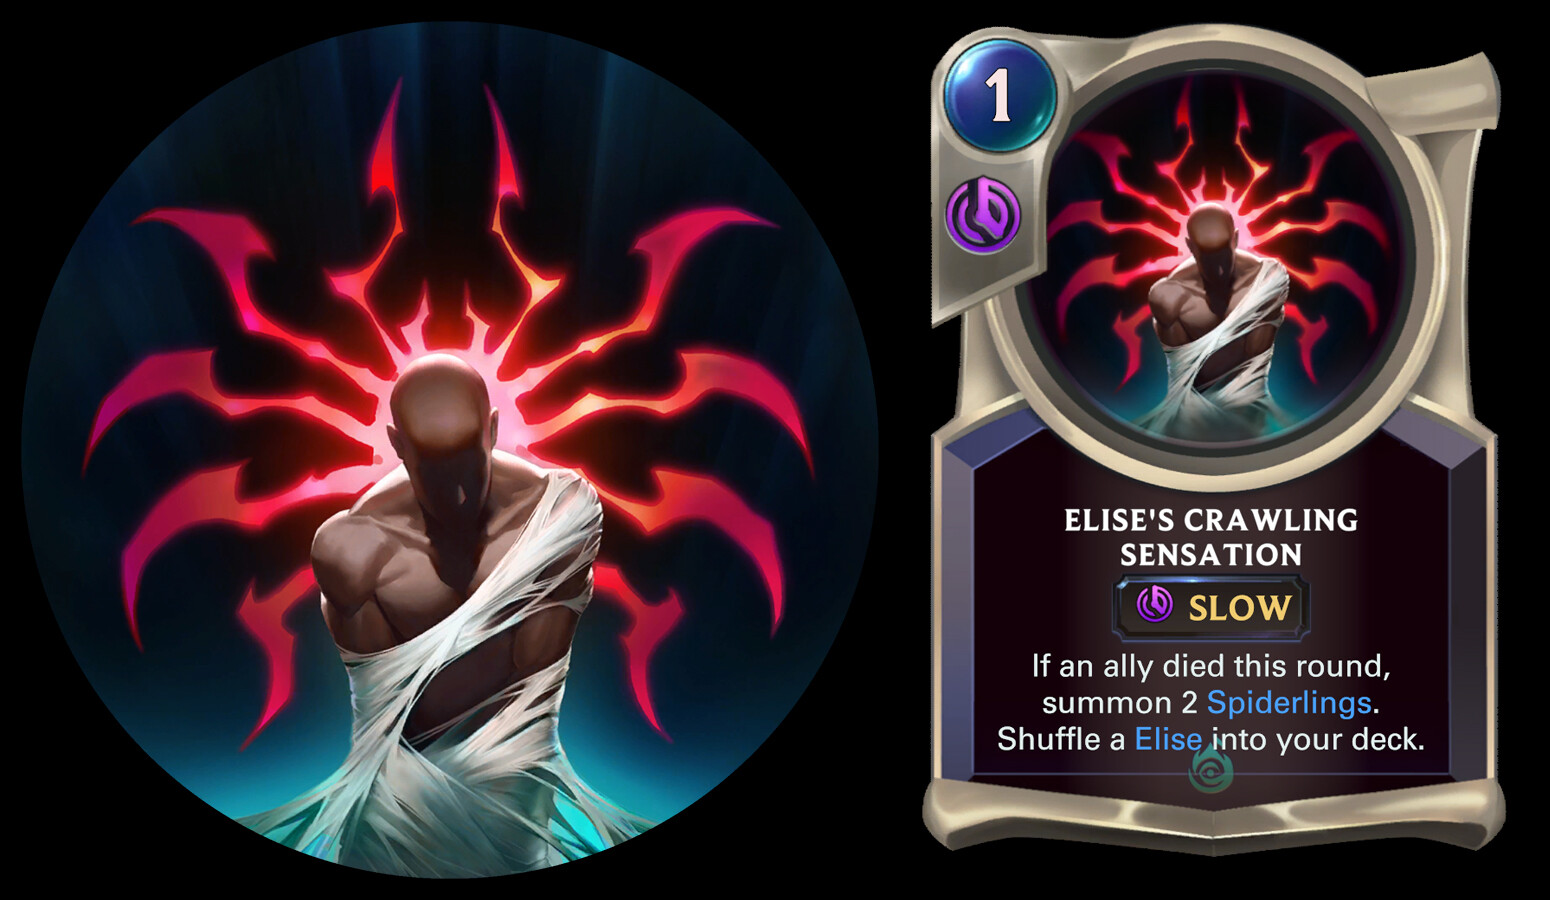 1
ELISE'S CRAWLING
SENSATION
SLOW
If an ally died this round,
summon 2 Spiderlings.
Shuffle a Elise into your deck.